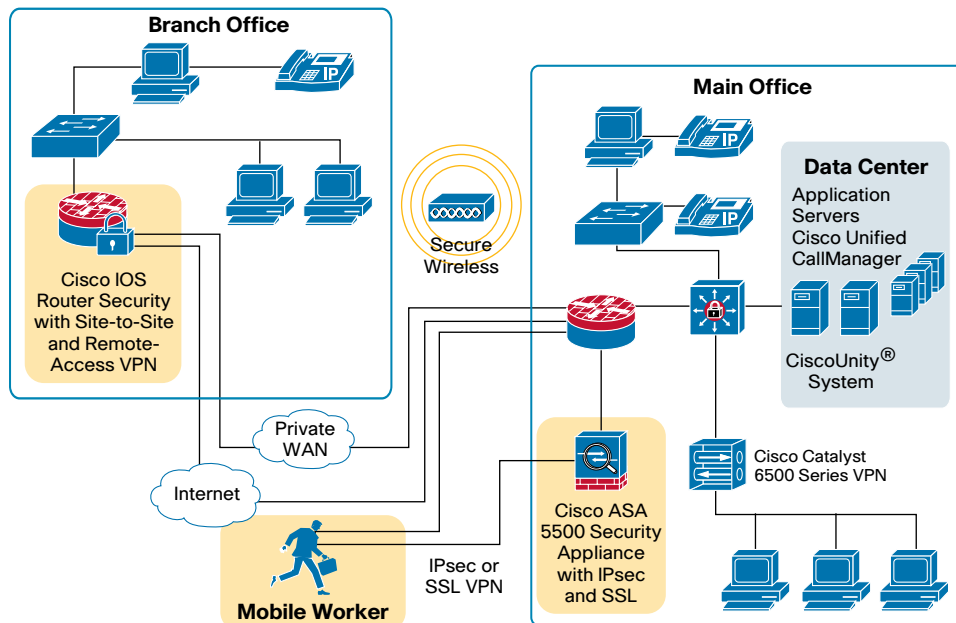 Branch Office
IP
Cisco IOS
Router Security
with Site-to-Site
and Remote-
Access VPN
Secure
Wireless
Private
WAN
Internet
Mobile Worker
IPsec or
SSL VPN
Main Office
IP
IP
Data Center
Application
Servers
Cisco Unified
CallManager
CiscoUnity®
System
Cisco Catalyst
6500 Series VPN
Cisco ASA
5500 Security
Appliance
with IPsec
and SSL